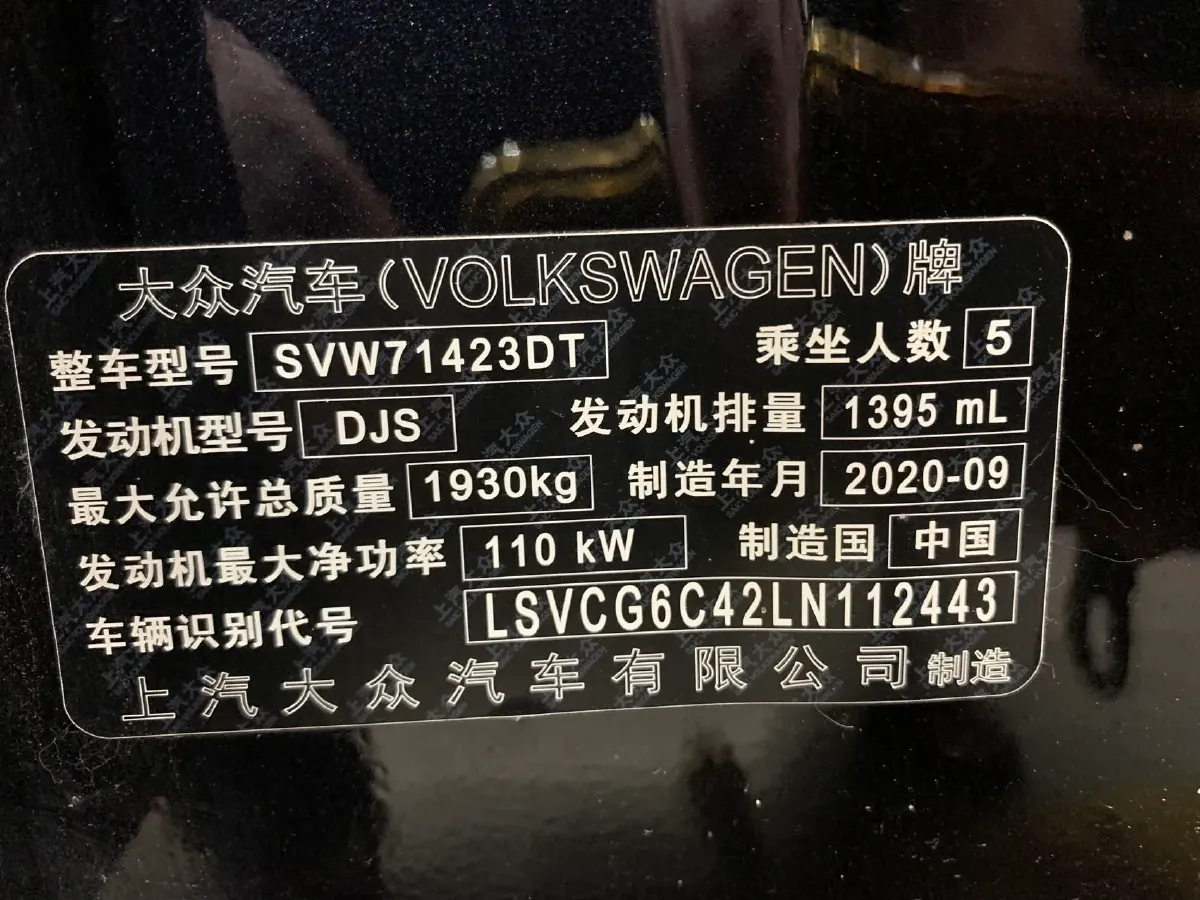 大众汽车(VOLKSWAGEN)牌
整车型号 SVW71423DT 乘坐人数 5
发动机型号 DJS 发动机排量 1395 mL
最大允许总质量 1930kg 制造年月 2020-09
发动机最大净功率 110 kW 制造国 中国
车辆识别代号 LSVCG6C42LN112443
上汽大众汽车有限公司 制造